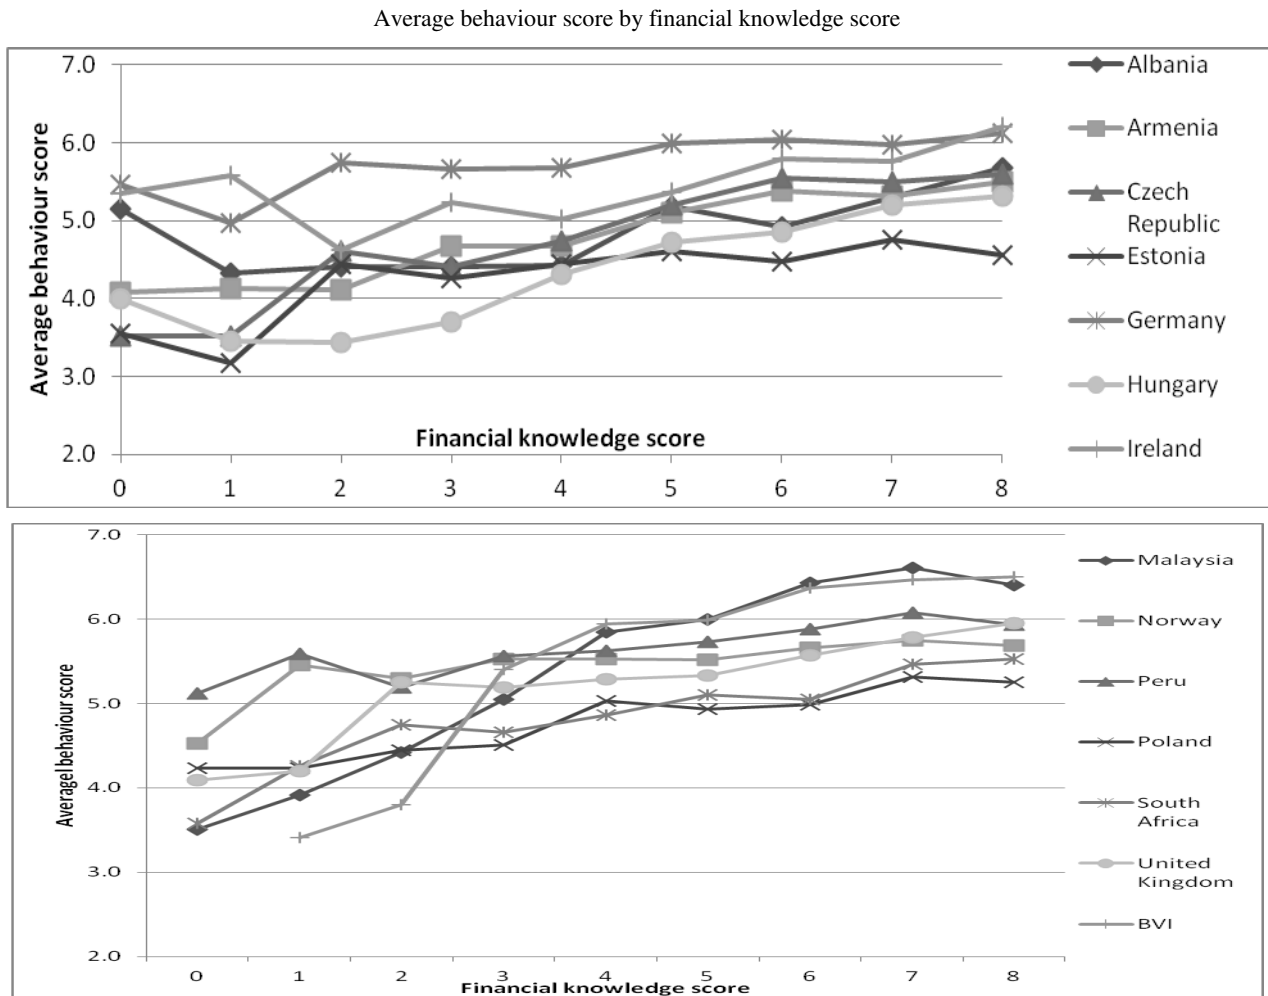 Average behaviour score by financial knowledge score
7.0
6.0
5.0
4.0
3.0
2.0
Average behaviour score
Financial knowledge score
0 1 2 3 4 5 6 7 8
Albania
Armenia
Czech
Republic
Estonia
Germany
Hungary
Ireland
7.0
6.0
5.0
4.0
3.0
2.0
Averagel behaviour score
0 1 2 3 4 5 6 7 8
Financial knowledge score
Malaysia
Norway
Peru
Poland
South
Africa
United
Kingdom
BVI